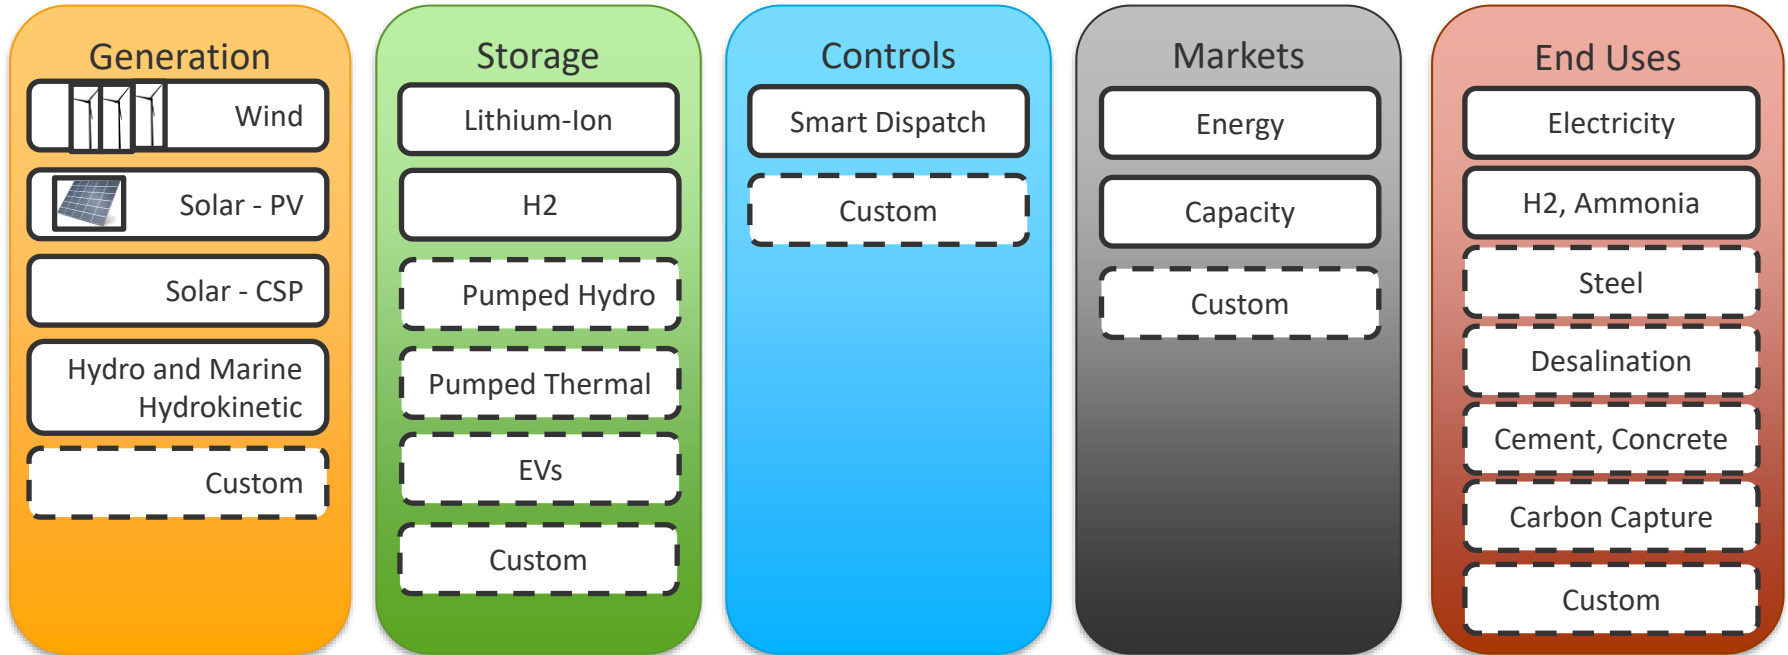 Generation
Wind
Solar - PV
Solar - CSP
Hydro and Marine
Hydrokinetic
Custom
Storage
Lithium-Ion
H2
Pumped Hydro
Pumped Thermal
EVs
Custom
Controls
Smart Dispatch
Custom
Markets
Energy
Capacity
Custom
End Uses
Electricity
H2, Ammonia
Steel
Desalination
Cement, Concrete
Carbon Capture
Custom